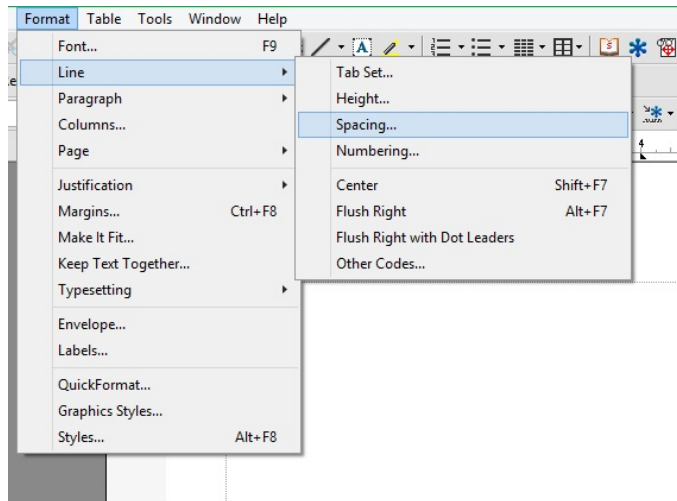 Format Table Tools Window Help
Font... F9
Line
Paragraph
Columns...
Page
Justification
Margins... Ctrl+F8
Make It Fit...
Keep Text Together...
Typesetting
Envelope...
Labels...
QuickFormat...
Graphics Styles...
Styles... Alt+F8
Tab Set...
Height...
Spacing...
Numbering...
Center Shift+F7
Flush Right Alt+F7
Flush Right with Dot Leaders
Other Codes...
4